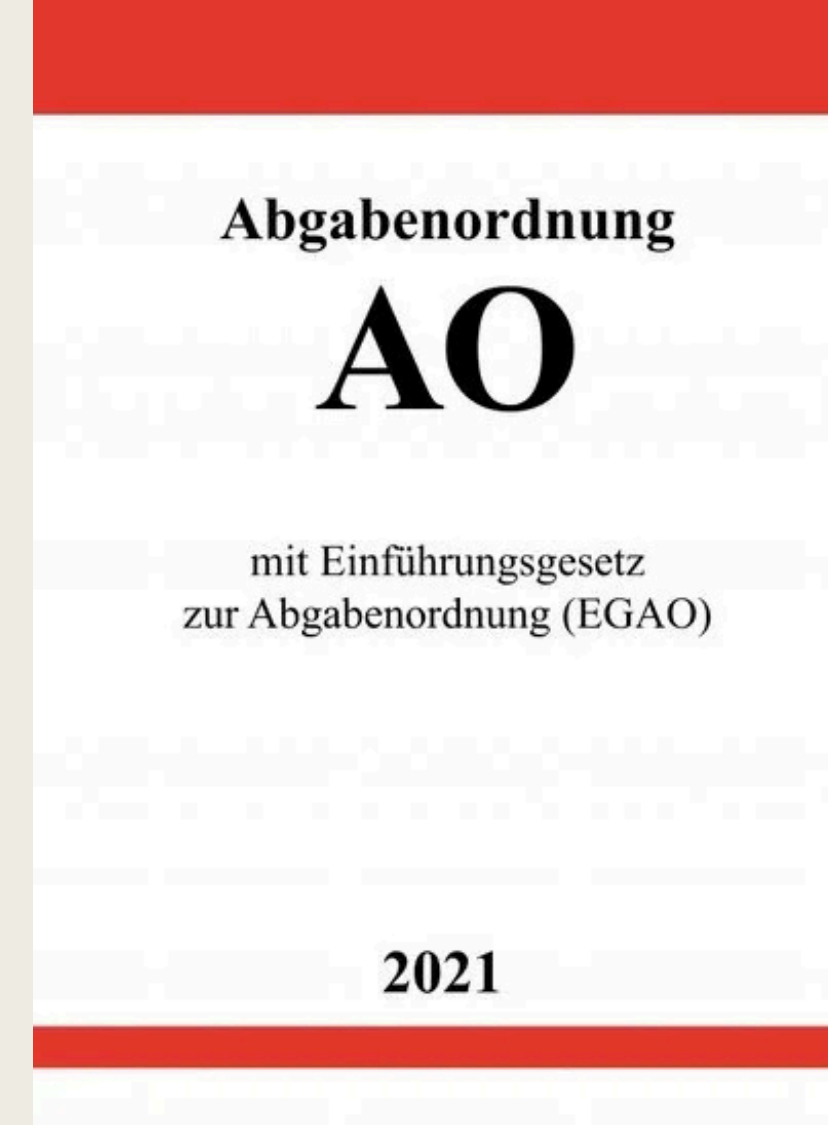 Abgabenordnung
AO
mit Einführungsgesetz
zur Abgabenordnung (EGAO)
2021